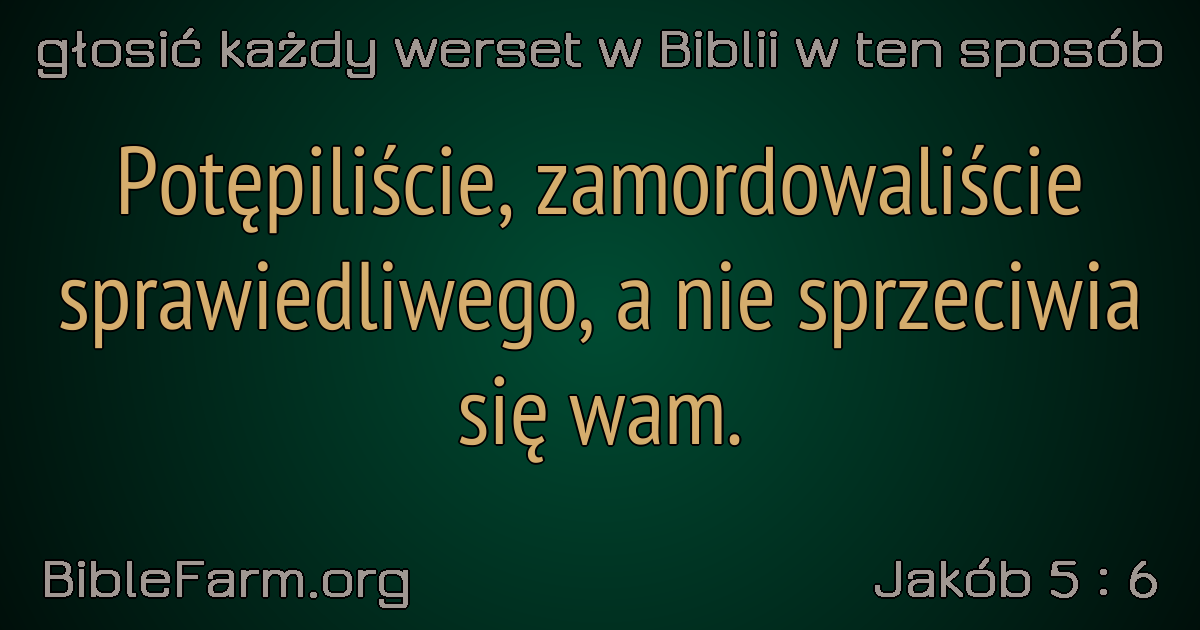 głosić każdy werset w Biblii w ten sposób
Potępiliście, zamordowaliście
sprawiedliwego, a nie sprzeciwia
się wam.
BibleFarm.org
Jakób 5 : 6